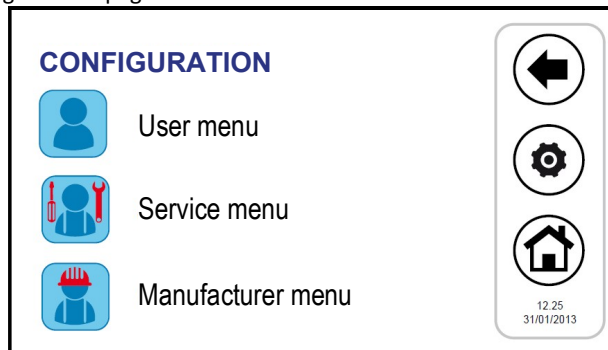 CONFIGURATION
User menu
Service menu
Manufacturer menu
12.25
31/01/2013